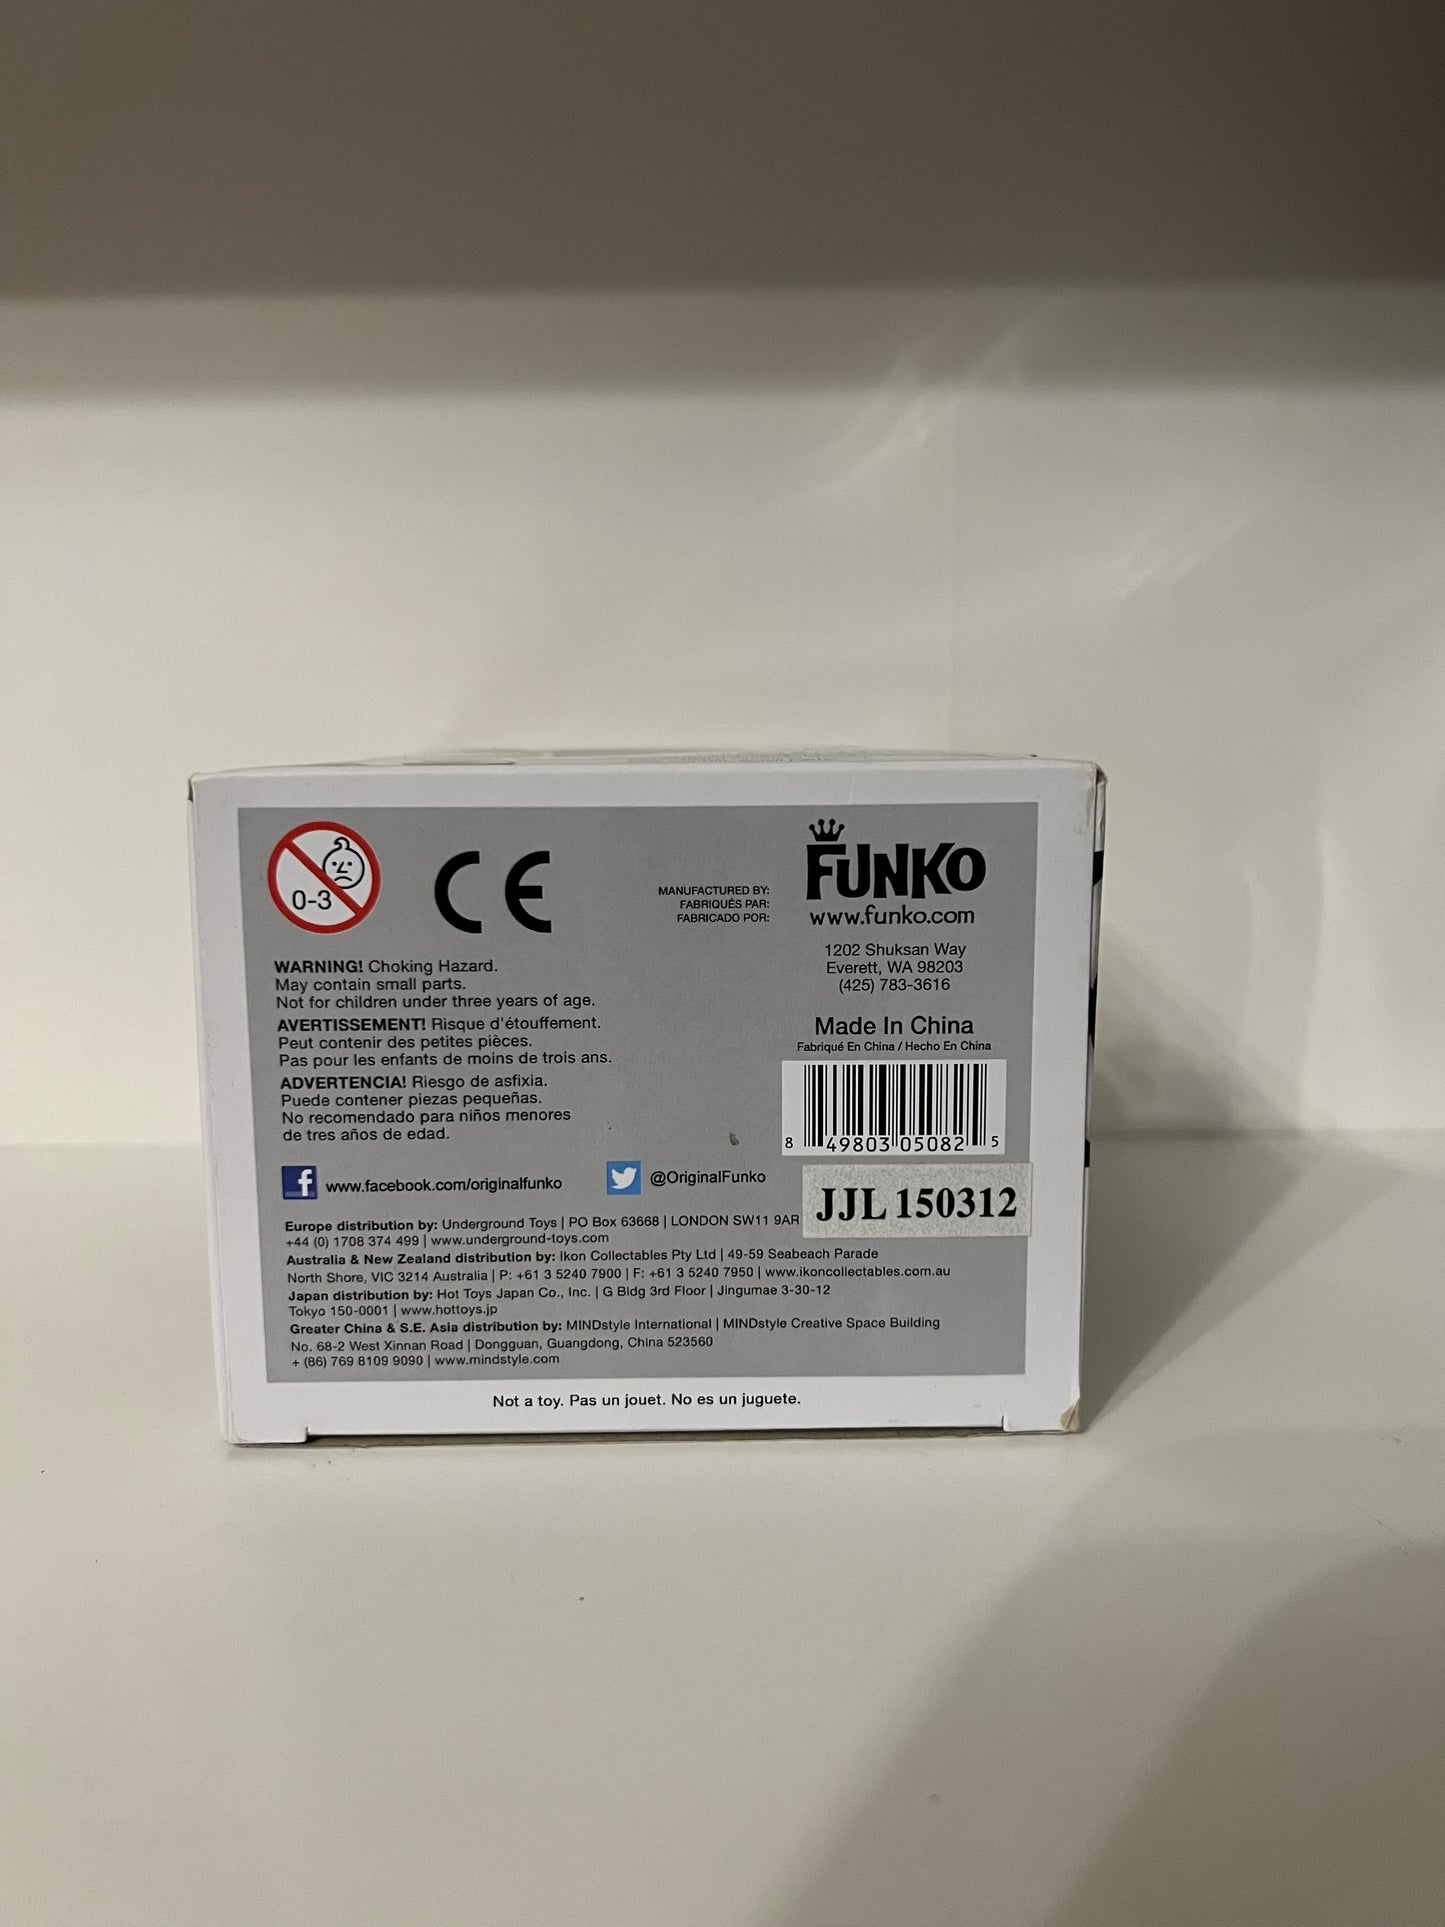 0-3
CE
MANUFACTURED BY:
FABRIQUÉS PAR:
FABRICADO POR:
FUNKO
www.funko.com
1202 Shuksan Way
Everett, WA 98203
(425) 783-3616
Made In China
Fabriqué En China / Hecho En China
8 49803 05082 5
JJL 150312
WARNING! Choking Hazard.
May contain small parts.
Not for children under three years of age.
AVERTISSEMENT! Risque d'étouffement.
Peut contenir des petites pièces.
Pas pour les enfants de moins de trois ans.
ADVERTENCIA! Riesgo de asfixia.
Puede contener piezas pequeñas.
No recomendado para niños menores
de tres años de edad.
f www.facebook.com/originalfunko
@OriginalFunko
Europe distribution by: Underground Toys | PO Box 63668 | LONDON SW11 9AR
+44 (0) 1708 374 499 | www.underground-toys.com
Australia & New Zealand distribution by: Ikon Collectables Pty Ltd | 49-59 Seabeach Parade
North Shore, VIC 3214 Australia | P: +61 3 5240 7900 | F: +61 3 5240 7950 | www.ikoncollectables.com.au
Japan distribution by: Hot Toys Japan Co., Inc. | G Bldg 3rd Floor | Jingumae 3-30-12
Tokyo 150-0001 | www.hottoys.jp
Greater China & S.E. Asia distribution by: MINDstyle International | MINDstyle Creative Space Building
No. 68-2 West Xinnan Road | Dongguan, Guangdong, China 523560
+ (86) 769 8109 9090 | www.mindstyle.com
Not a toy. Pas un jouet. No es un juguete.